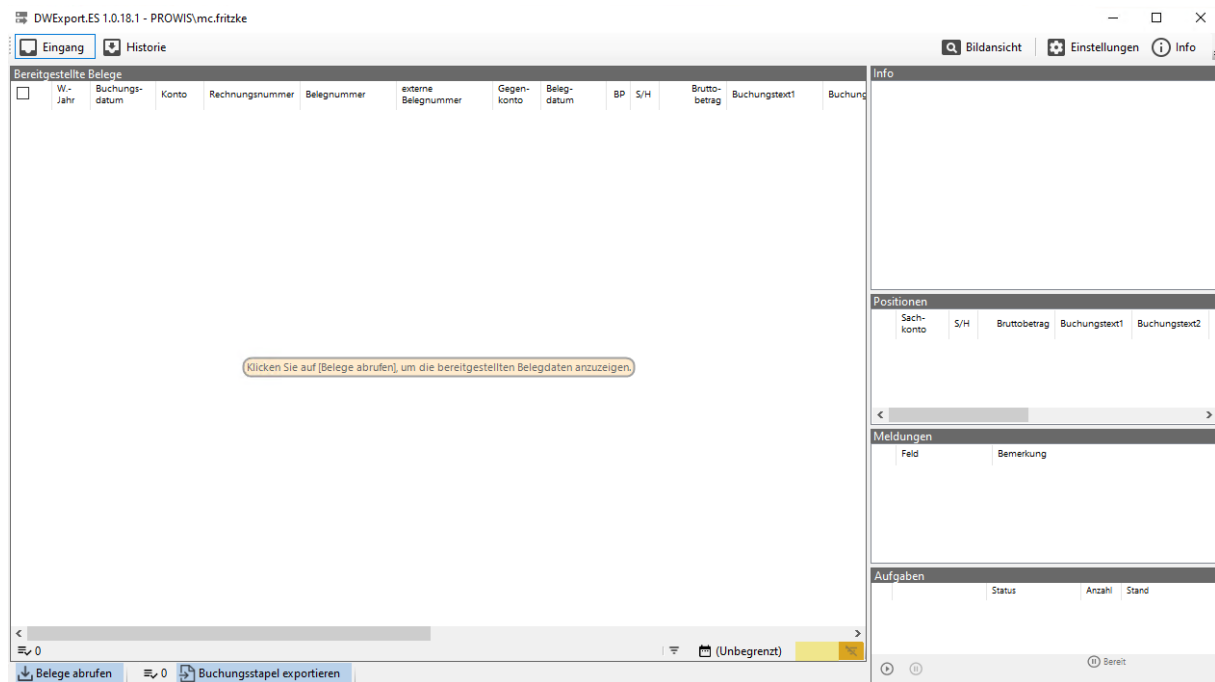 DWExport.ES 1.0.18.1 - PROWIS\mc.fritzke
Eingang Historie Bildansicht Einstellungen Info
Bereitgestellte Belege
W.-Jahr Buchungs-datum Konto Rechnungsnummer Belegnummer externe Belegnummer Gegen-konto Beleg-datum BP S/H Brutto-betrag Buchungstext1 Buchung
Klicken Sie auf [Belege abrufen], um die bereitgestellten Belegdaten anzuzeigen.
0 (Unbegrenzt)
Belege abrufen 0 Buchungsstapel exportieren
Info
Positionen
Sach-konto S/H Bruttobetrag Buchungstext1 Buchungstext2
Meldungen
Feld Bemerkung
Aufgaben
Status Anzahl Stand
Bereit